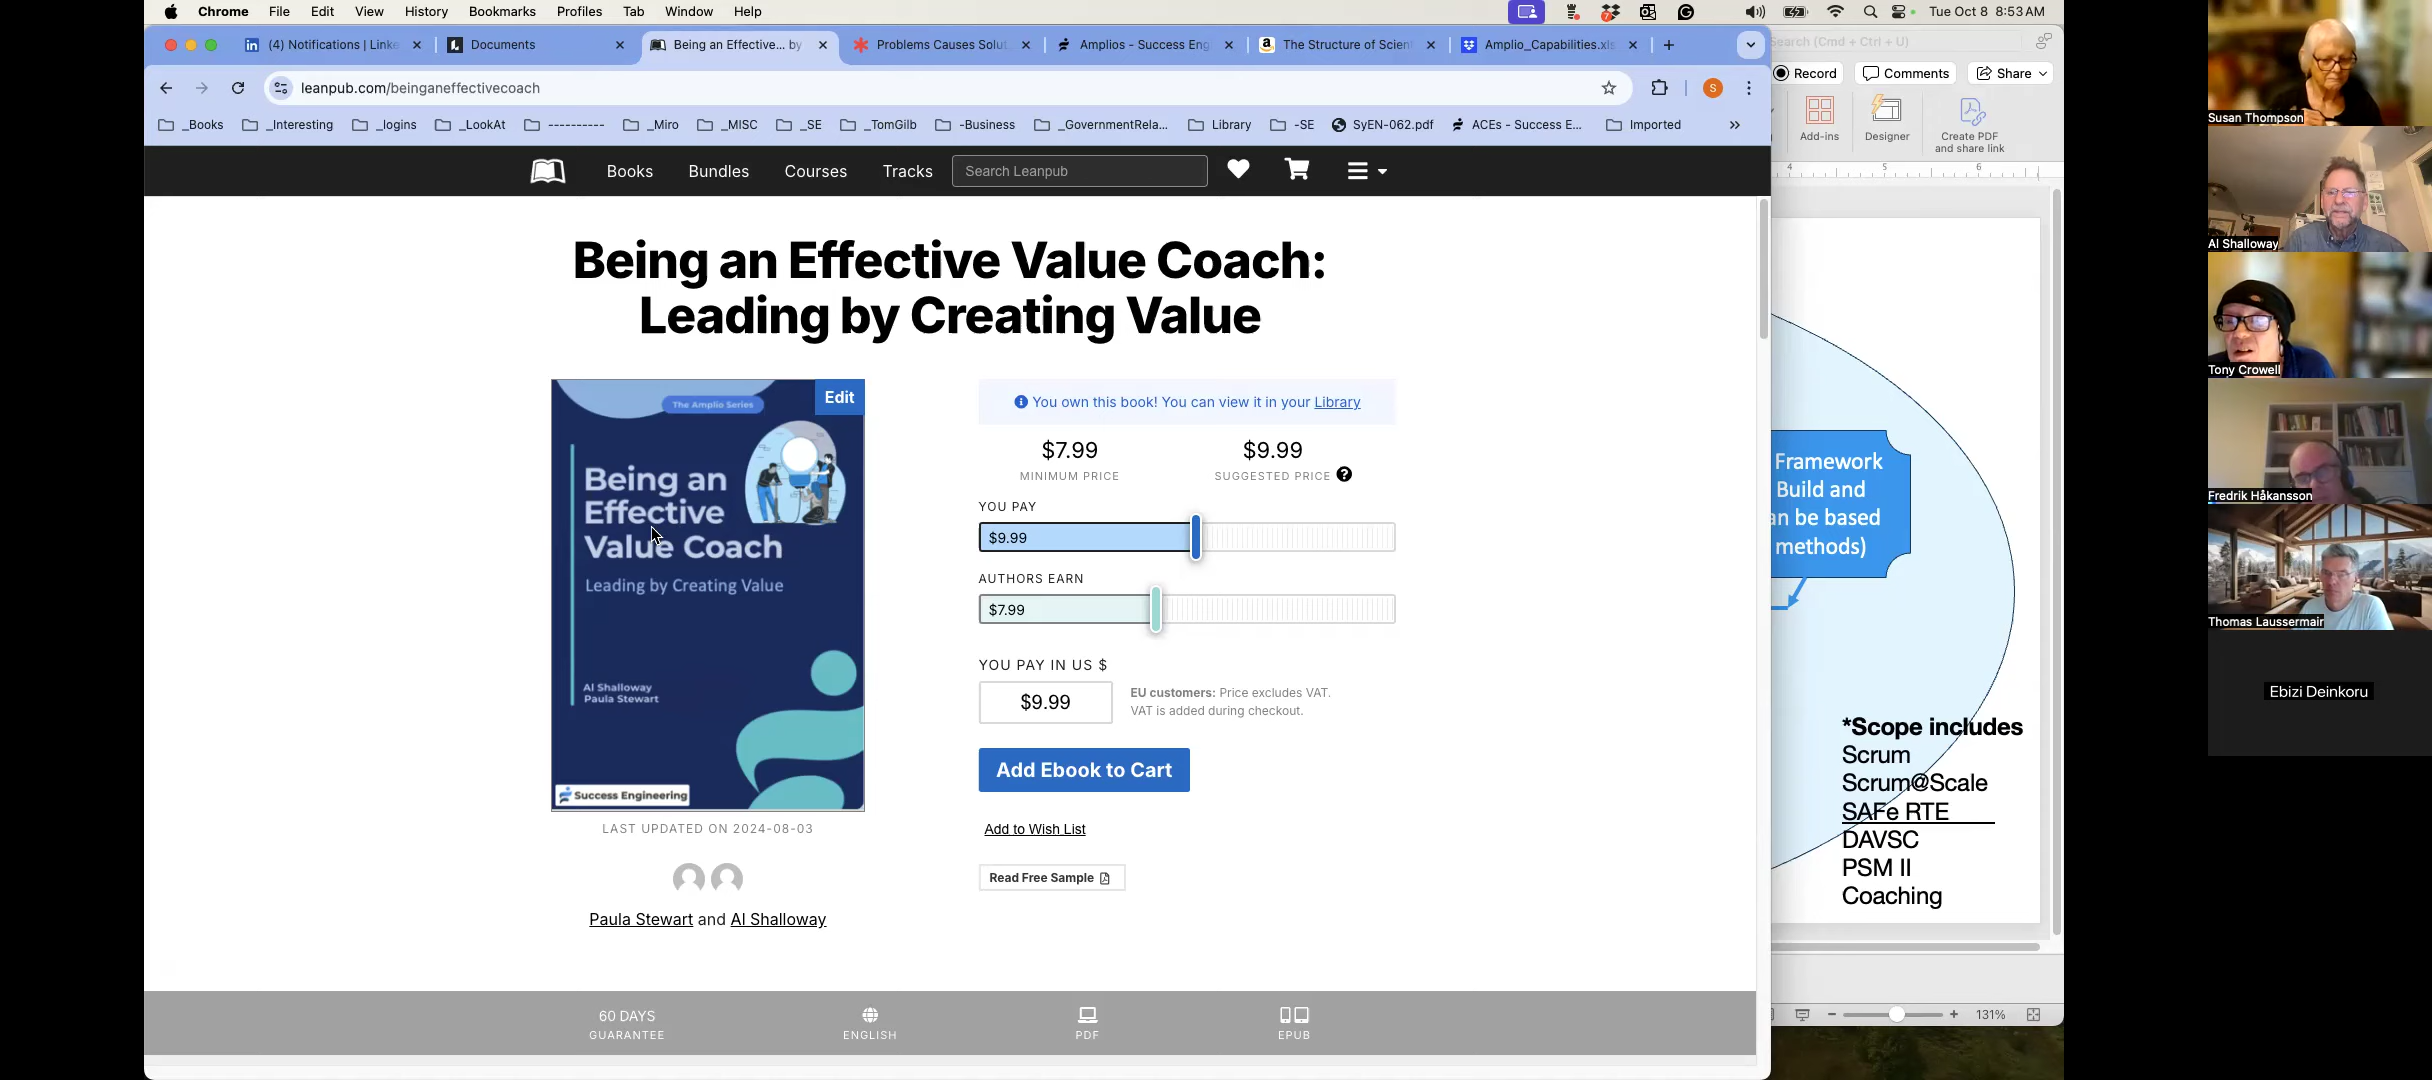 Chrome File Edit View History Bookmarks Profiles Tab Window Help
Tue Oct 8 8:53 AM
(4) Notifications | Linke
Documents
Being an Effective... by
Problems Causes Solut
Amplios - Success Eng
The Structure of Scien
Amplio_Capabilities.xls
Search (Cmd + Ctrl + U)
leanpub.com/beinganeffectivecoach
S
Record
Comments
Share
_Books
_Interesting
_logins
_LookAt
----------
_Miro
_MISC
_SE
_TomGilb
-Business
_GovernmentRela...
Library
-SE
SyEN-062.pdf
ACEs - Success E...
Imported
Add-ins
Designer
Create PDF
and share link
4 5 6
Books
Bundles
Courses
Tracks
Search Leanpub
Being an Effective Value Coach:
Leading by Creating Value
The Amplio Series
Edit
Being an
Effective
Value Coach
Leading by Creating Value
Al Shalloway
Paula Stewart
Success Engineering
LAST UPDATED ON 2024-08-03
Paula Stewart and Al Shalloway
You own this book! You can view it in your Library
$7.99
MINIMUM PRICE
$9.99
SUGGESTED PRICE ?
YOU PAY
$9.99
AUTHORS EARN
$7.99
YOU PAY IN US $
$9.99
EU customers: Price excludes VAT.
VAT is added during checkout.
Add Ebook to Cart
Add to Wish List
Read Free Sample
60 DAYS
GUARANTEE
ENGLISH
PDF
EPUB
Framework
Build and
an be based
methods)
*Scope includes
Scrum
Scrum@Scale
SAFe RTE
DAVSC
PSM II
Coaching
131%
Susan Thompson
Al Shalloway
Tony Crowell
Fredrik Håkansson
Thomas Laussermair
Ebizi Deinkoru